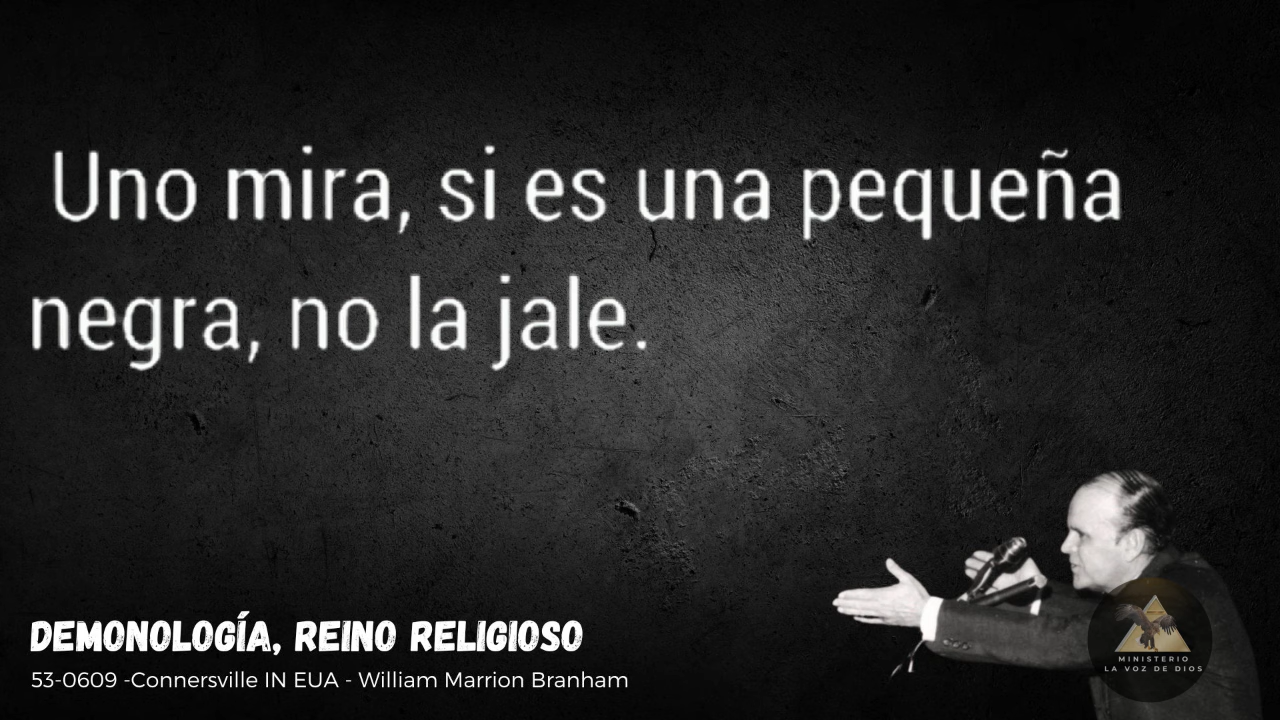 Uno mira, si es una pequeña
negra, no la jale.
DEMONOLOGÍA, REINO RELIGIOSO
53-0609 -Connersville IN EUA - William Marrion Branham
MINISTERIO
LA VOZ DE DIOS